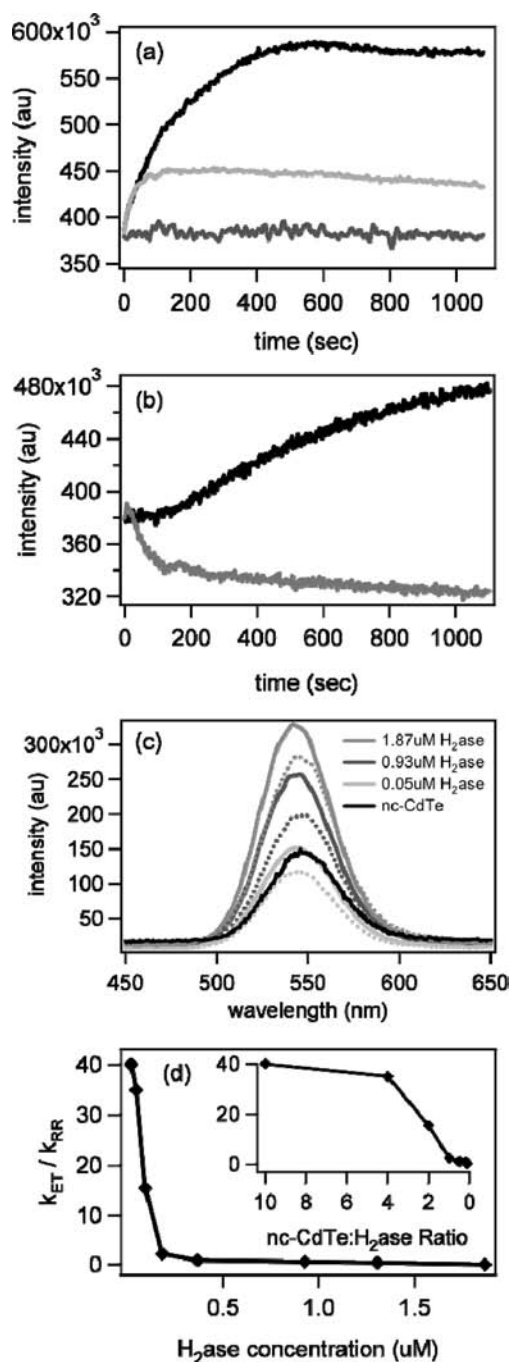 600x10³
(a)
550
500
450
400
350
intensity (au)
0 200 400 600 800 1000
time (sec)
480x10³
(b)
440
400
360
320
intensity (au)
0 200 400 600 800 1000
time (sec)
(c)
1.87uM H₂ase
0.93uM H₂ase
0.05uM H₂ase
nc-CdTe
300x10³
250
200
150
100
50
intensity (au)
450 500 550 600 650
wavelength (nm)
(d)
40
30
20
10
0
k_ET / k_RR
40
20
0
10 8 6 4 2 0
nc-CdTe:H₂ase Ratio
0.5 1.0 1.5
H₂ase concentration (uM)